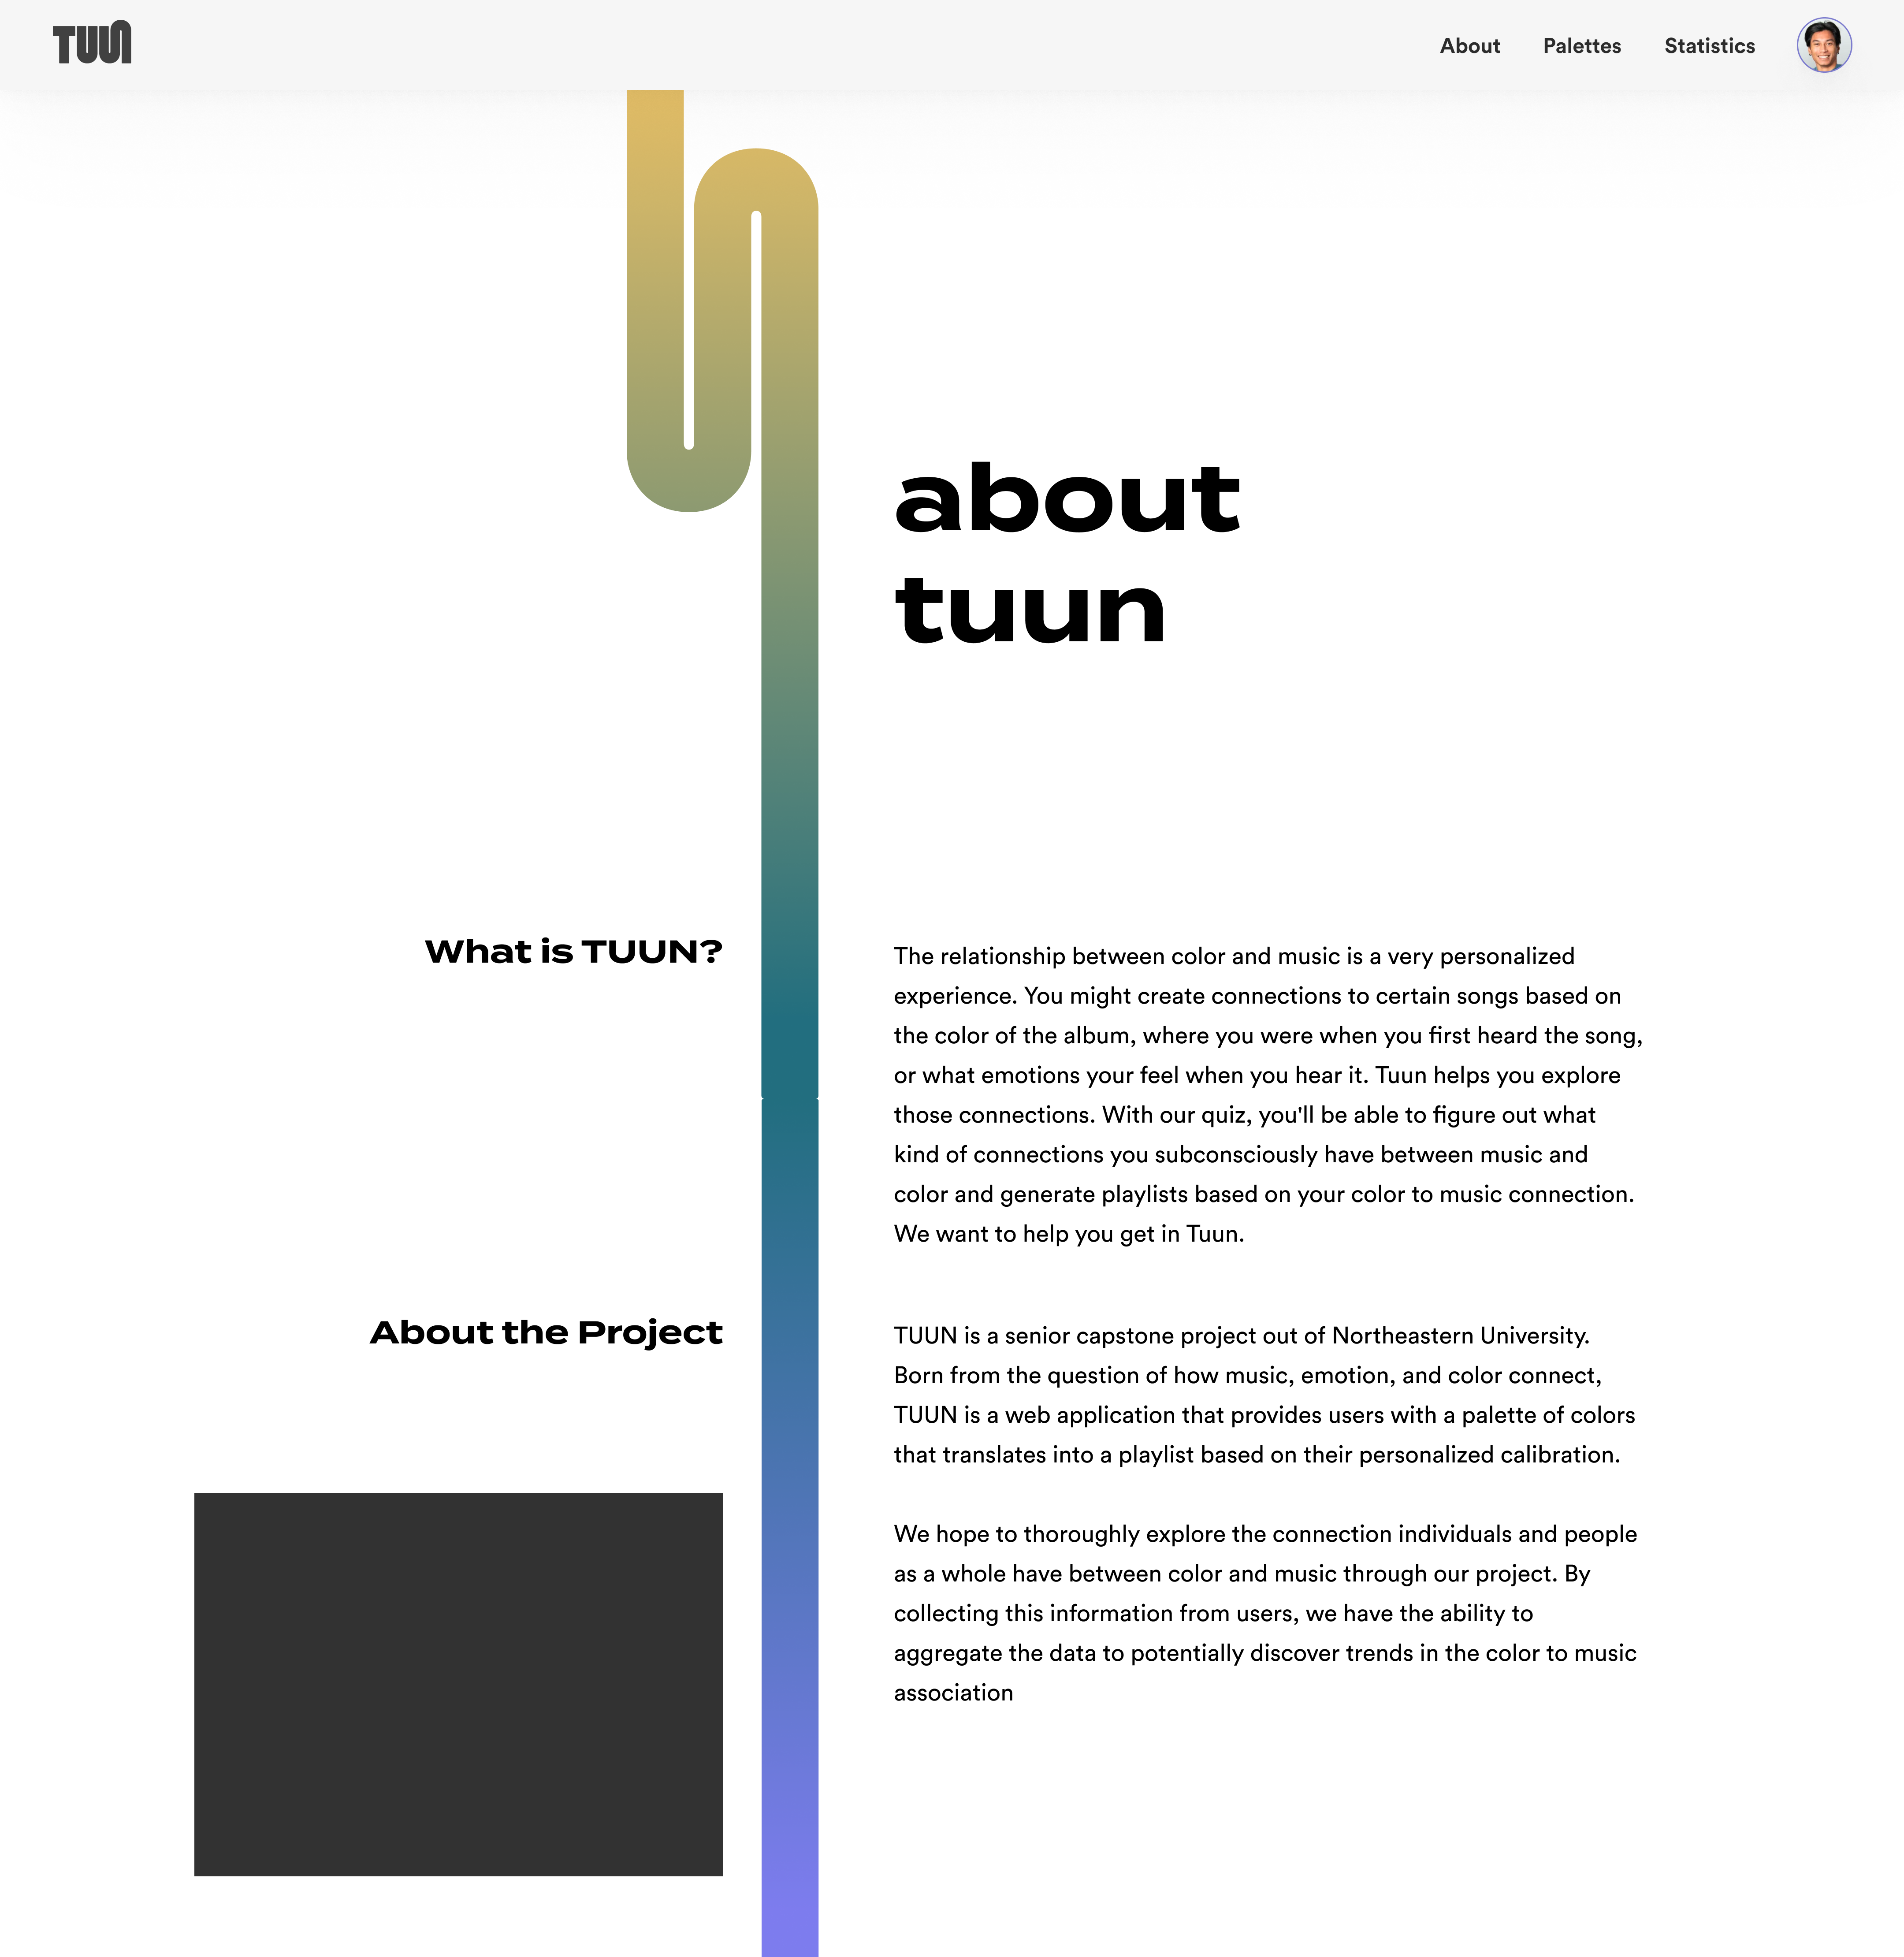 TUUN
About Palettes Statistics
about
tuun
What is TUUN?
The relationship between color and music is a very personalized
experience. You might create connections to certain songs based on
the color of the album, where you were when you first heard the song,
or what emotions your feel when you hear it. Tuun helps you explore
those connections. With our quiz, you'll be able to figure out what
kind of connections you subconsciously have between music and
color and generate playlists based on your color to music connection.
We want to help you get in Tuun.
About the Project
TUUN is a senior capstone project out of Northeastern University.
Born from the question of how music, emotion, and color connect,
TUUN is a web application that provides users with a palette of colors
that translates into a playlist based on their personalized calibration.
We hope to thoroughly explore the connection individuals and people
as a whole have between color and music through our project. By
collecting this information from users, we have the ability to
aggregate the data to potentially discover trends in the color to music
association